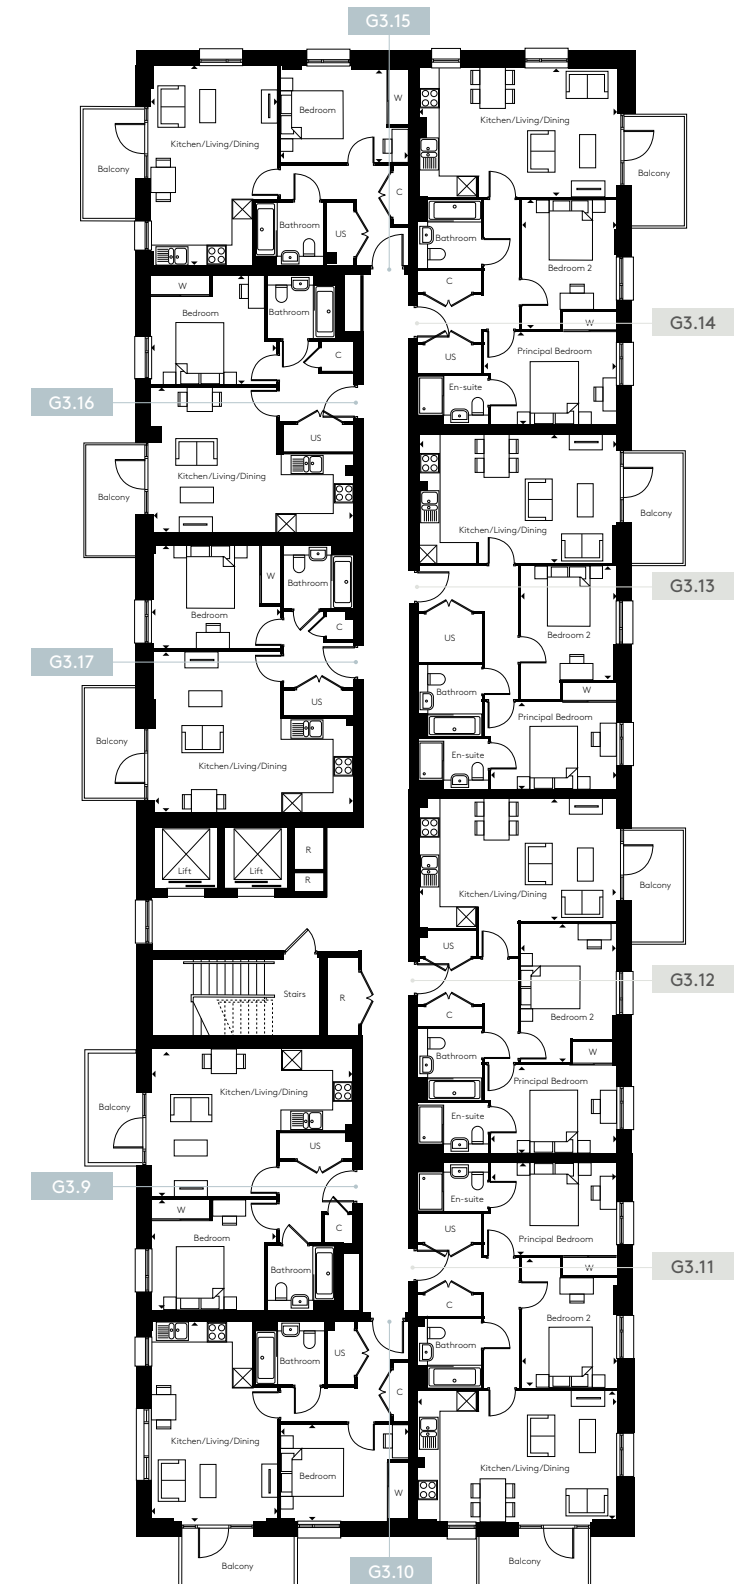 G3.15
W
Bedroom
Kitchen/Living/Dining
Kitchen/Living/Dining
Balcony
Balcony
C
Bathroom
US
Bathroom
Bedroom 2
C
W
W
Bedroom
Bathroom
G3.14
Principal Bedroom
US
C
En-suite
G3.16
US
Kitchen/Living/Dining
Balcony
Balcony
Kitchen/Living/Dining
W
Bathroom
G3.13
Bedroom
C
US
Bedroom 2
G3.17
US
Bathroom
W
Principal Bedroom
Balcony
En-suite
Kitchen/Living/Dining
R
Lift
Lift
R
Kitchen/Living/Dining
Balcony
US
G3.12
Stairs
R
C
Bedroom 2
Bathroom
W
Principal Bedroom
Kitchen/Living/Dining
Balcony
En-suite
US
G3.9
W
C
Bedroom
En-suite
US
Principal Bedroom
Bathroom
G3.11
W
C
Bedroom 2
Bathroom
Bathroom
US
C
Kitchen/Living/Dining
Bedroom
W
Kitchen/Living/Dining
Balcony
Balcony
G3.10